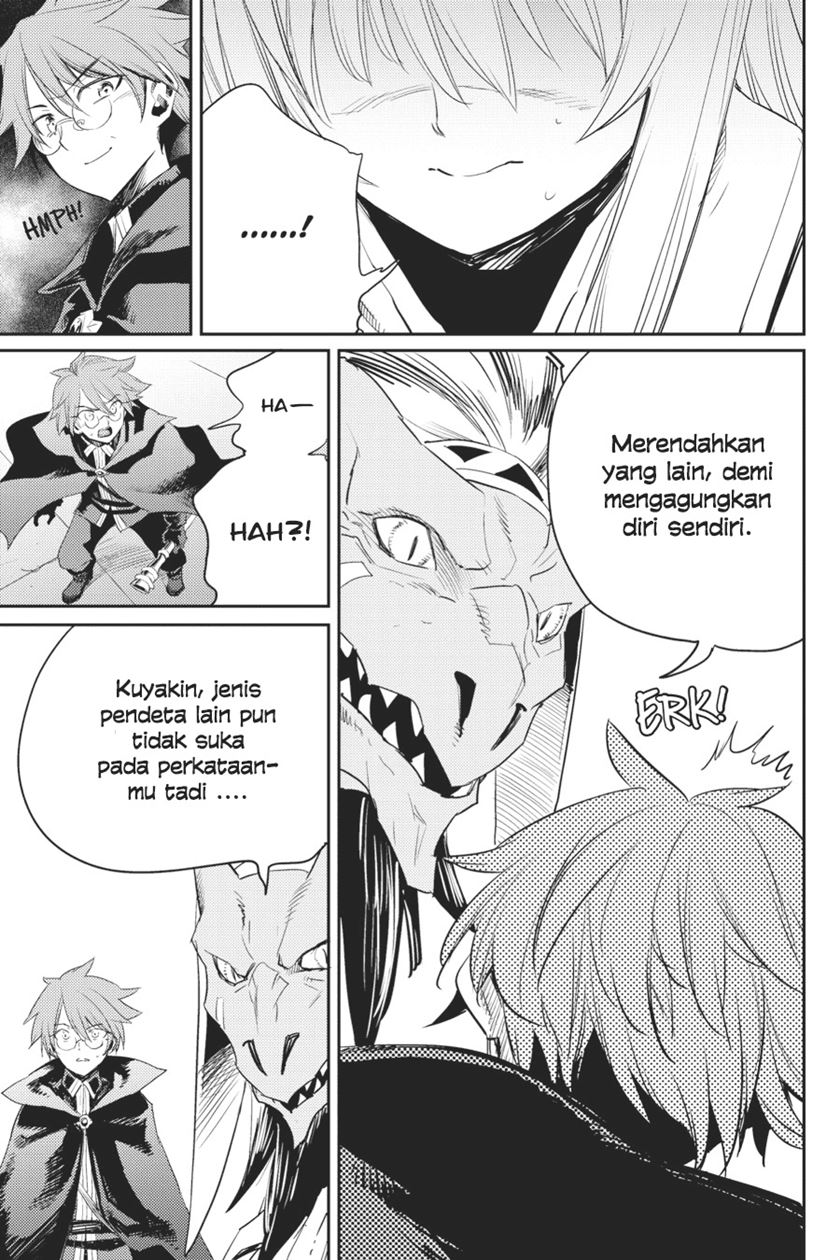 ......!
HMPH!
Merendahkan
yang lain, demi
mengagungkan
diri sendiri.
ERK!
HA—
HAH?!
Kuyakin, jenis
pendeta lain pun
tidak suka
pada perkataan-
mu tadi ....